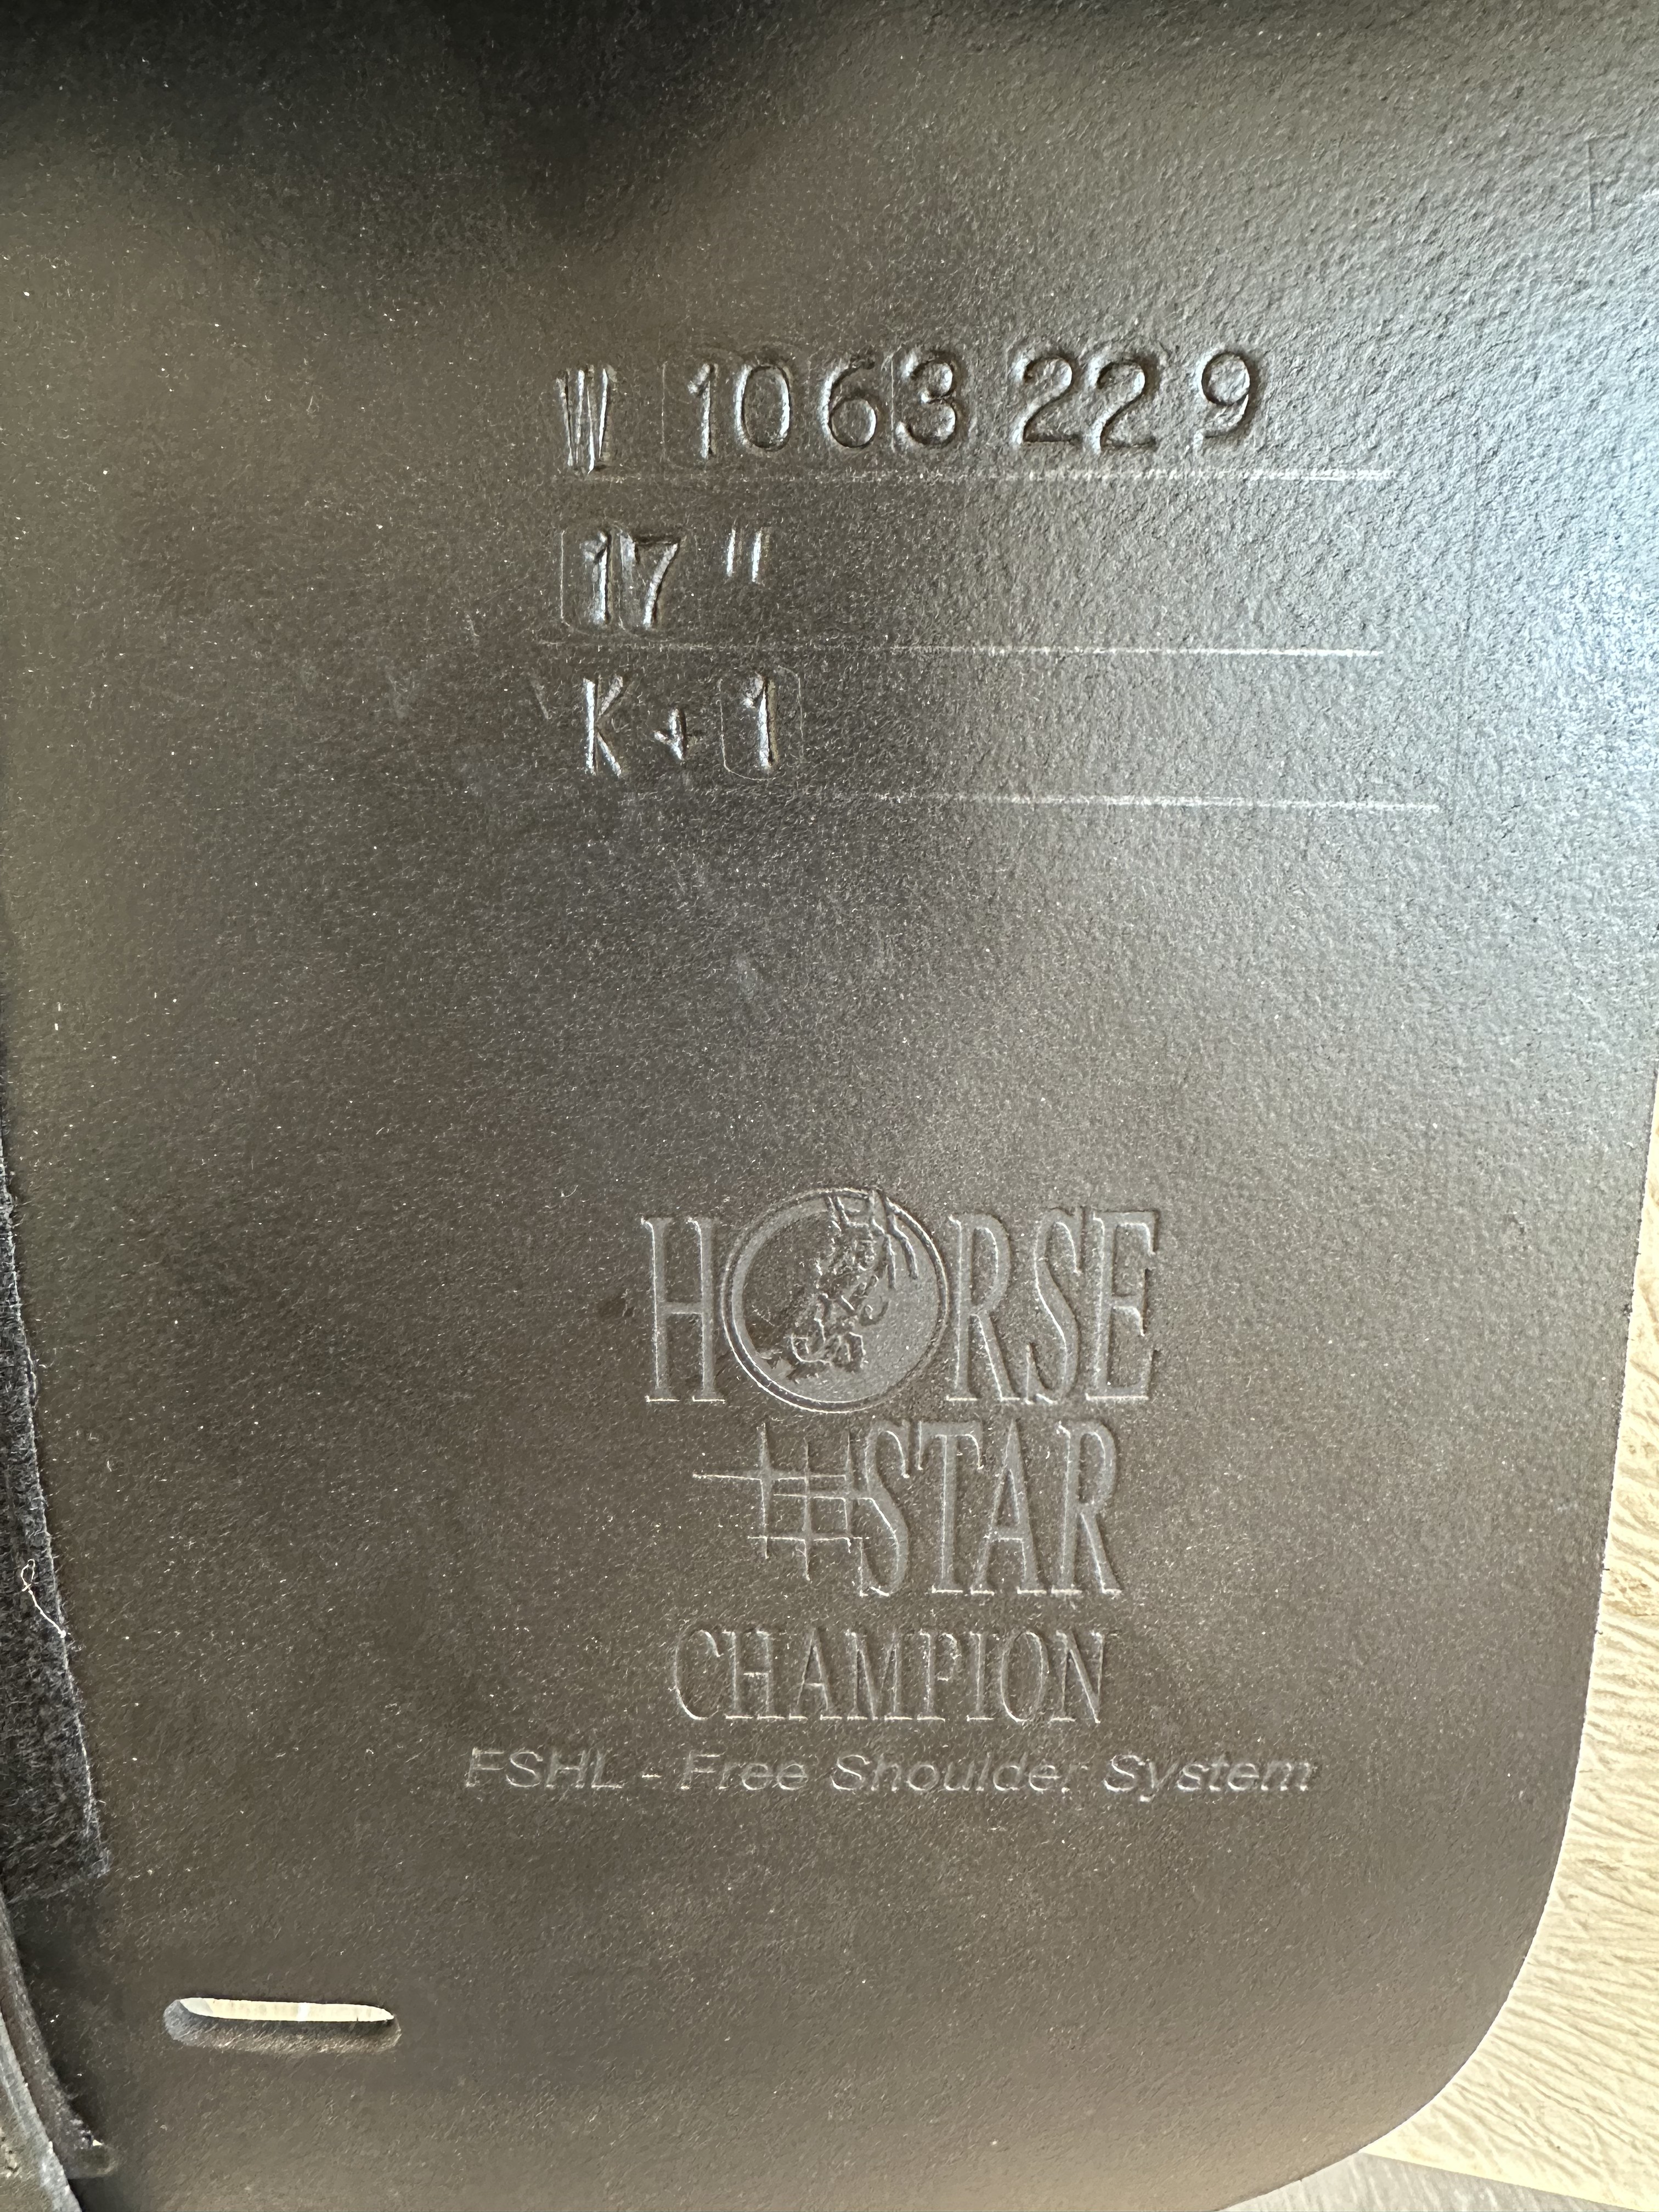 W 1063229
17"
K+1
HORSE
STAR
CHAMPION
FSHL - Free Shoulder System